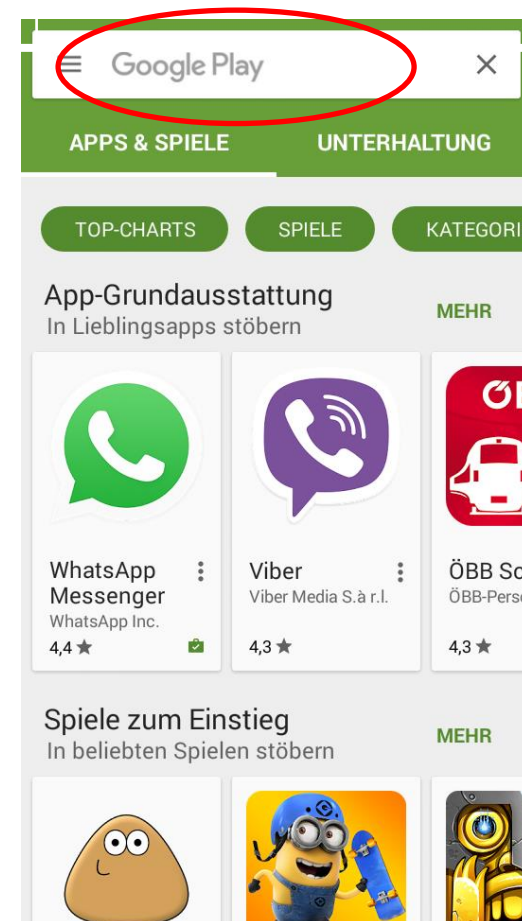 Google Play
APPS & SPIELE UNTERHALTUNG
TOP-CHARTS SPIELE KATEGORI
App-Grundausstattung
In Lieblingsapps stöbern
MEHR
WhatsApp Messenger
WhatsApp Inc.
4,4 ★
Viber
Viber Media S.à r.l.
4,3 ★
ÖBB Sc
ÖBB-Perso
4,3 ★
Spiele zum Einstieg
In beliebten Spielen stöbern
MEHR